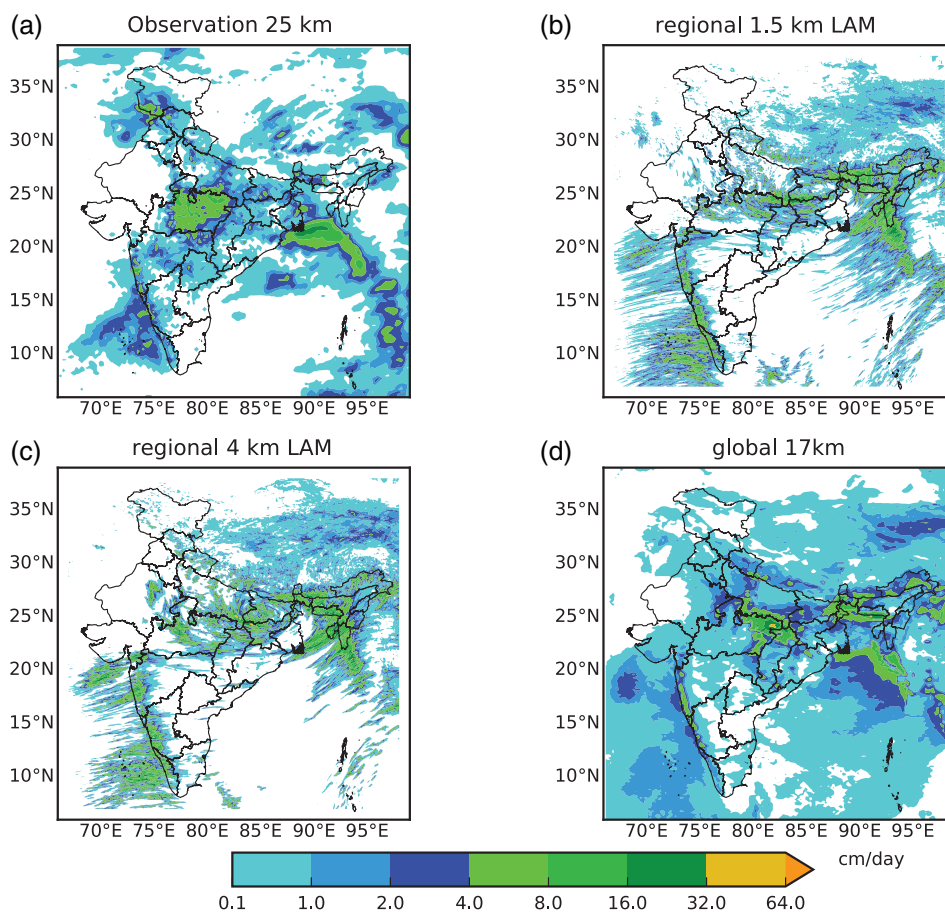 (a) Observation 25 km
35°N
30°N
25°N
20°N
15°N
10°N
70°E 75°E 80°E 85°E 90°E 95°E
(b) regional 1.5 km LAM
35°N
30°N
25°N
20°N
15°N
10°N
70°E 75°E 80°E 85°E 90°E 95°E
(c) regional 4 km LAM
35°N
30°N
25°N
20°N
15°N
10°N
70°E 75°E 80°E 85°E 90°E 95°E
(d) global 17km
35°N
30°N
25°N
20°N
15°N
10°N
70°E 75°E 80°E 85°E 90°E 95°E
cm/day
0.1 1.0 2.0 4.0 8.0 16.0 32.0 64.0